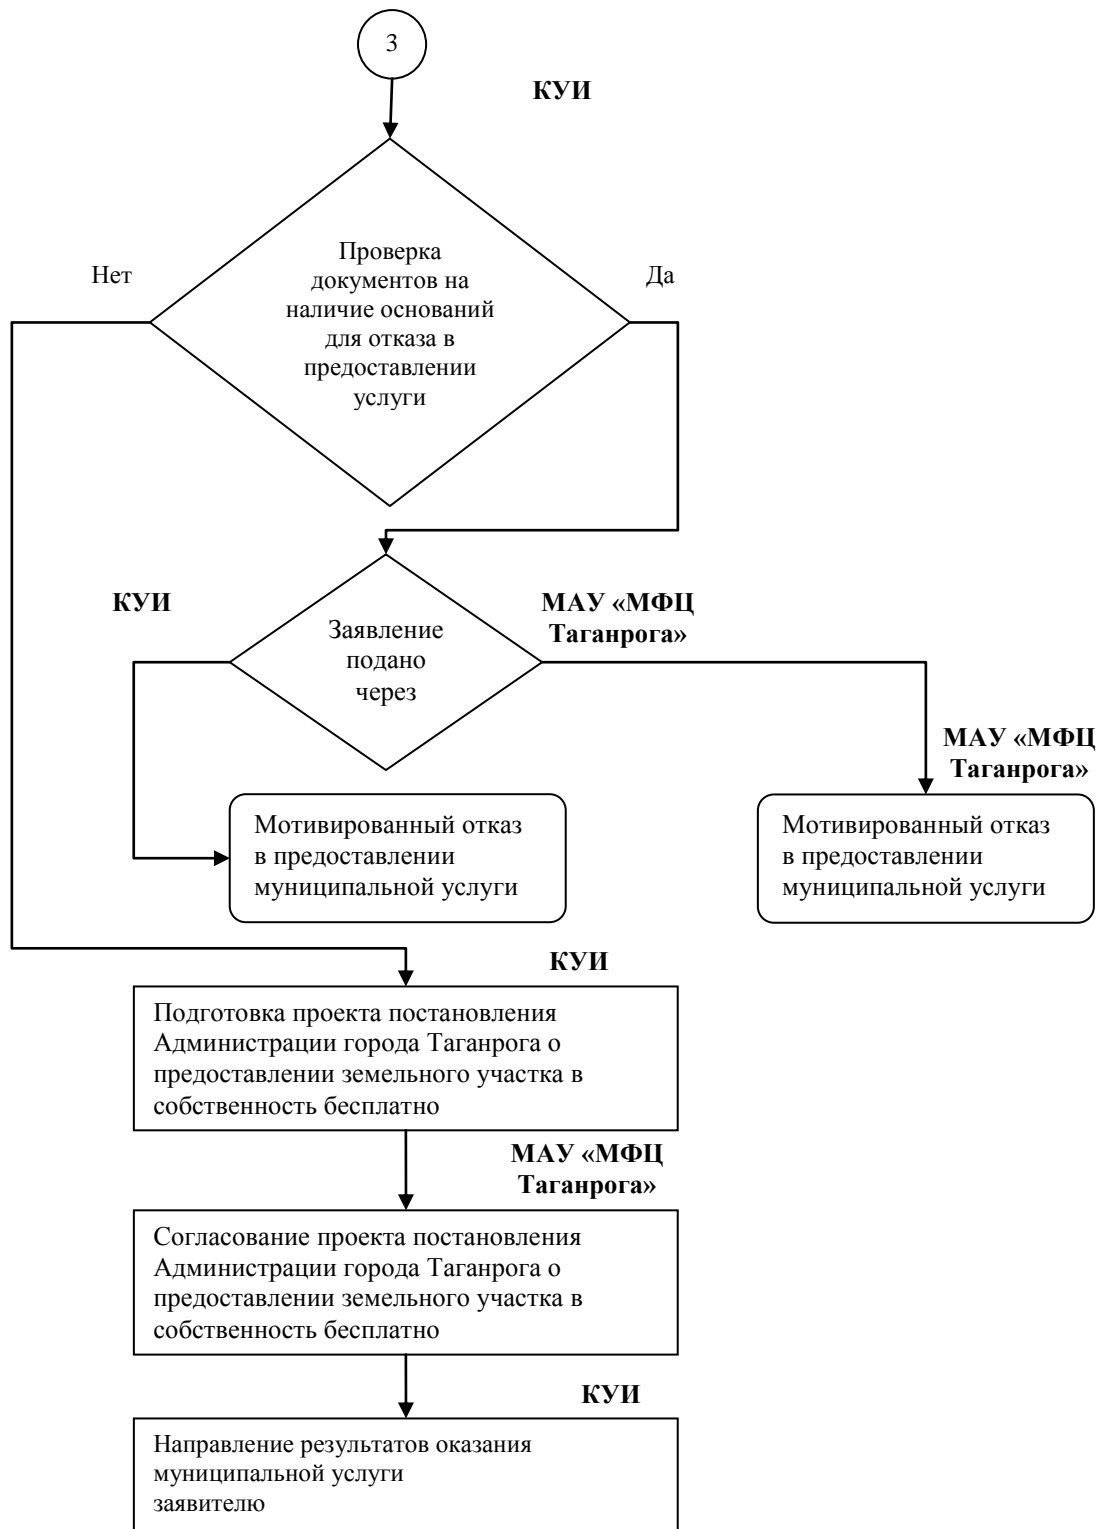 3
КУИ
Нет
Да
Проверка
документов на
наличие оснований
для отказа в
предоставлении
услуги
КУИ
МАУ «МФЦ
Таганрога»
Заявление
подано
через
МАУ «МФЦ
Таганрога»
Мотивированный отказ
в предоставлении
муниципальной услуги
Мотивированный отказ
в предоставлении
муниципальной услуги
КУИ
Подготовка проекта постановления
Администрации города Таганрога о
предоставлении земельного участка в
собственность бесплатно
МАУ «МФЦ
Таганрога»
Согласование проекта постановления
Администрации города Таганрога о
предоставлении земельного участка в
собственность бесплатно
КУИ
Направление результатов оказания
муниципальной услуги
заявителю